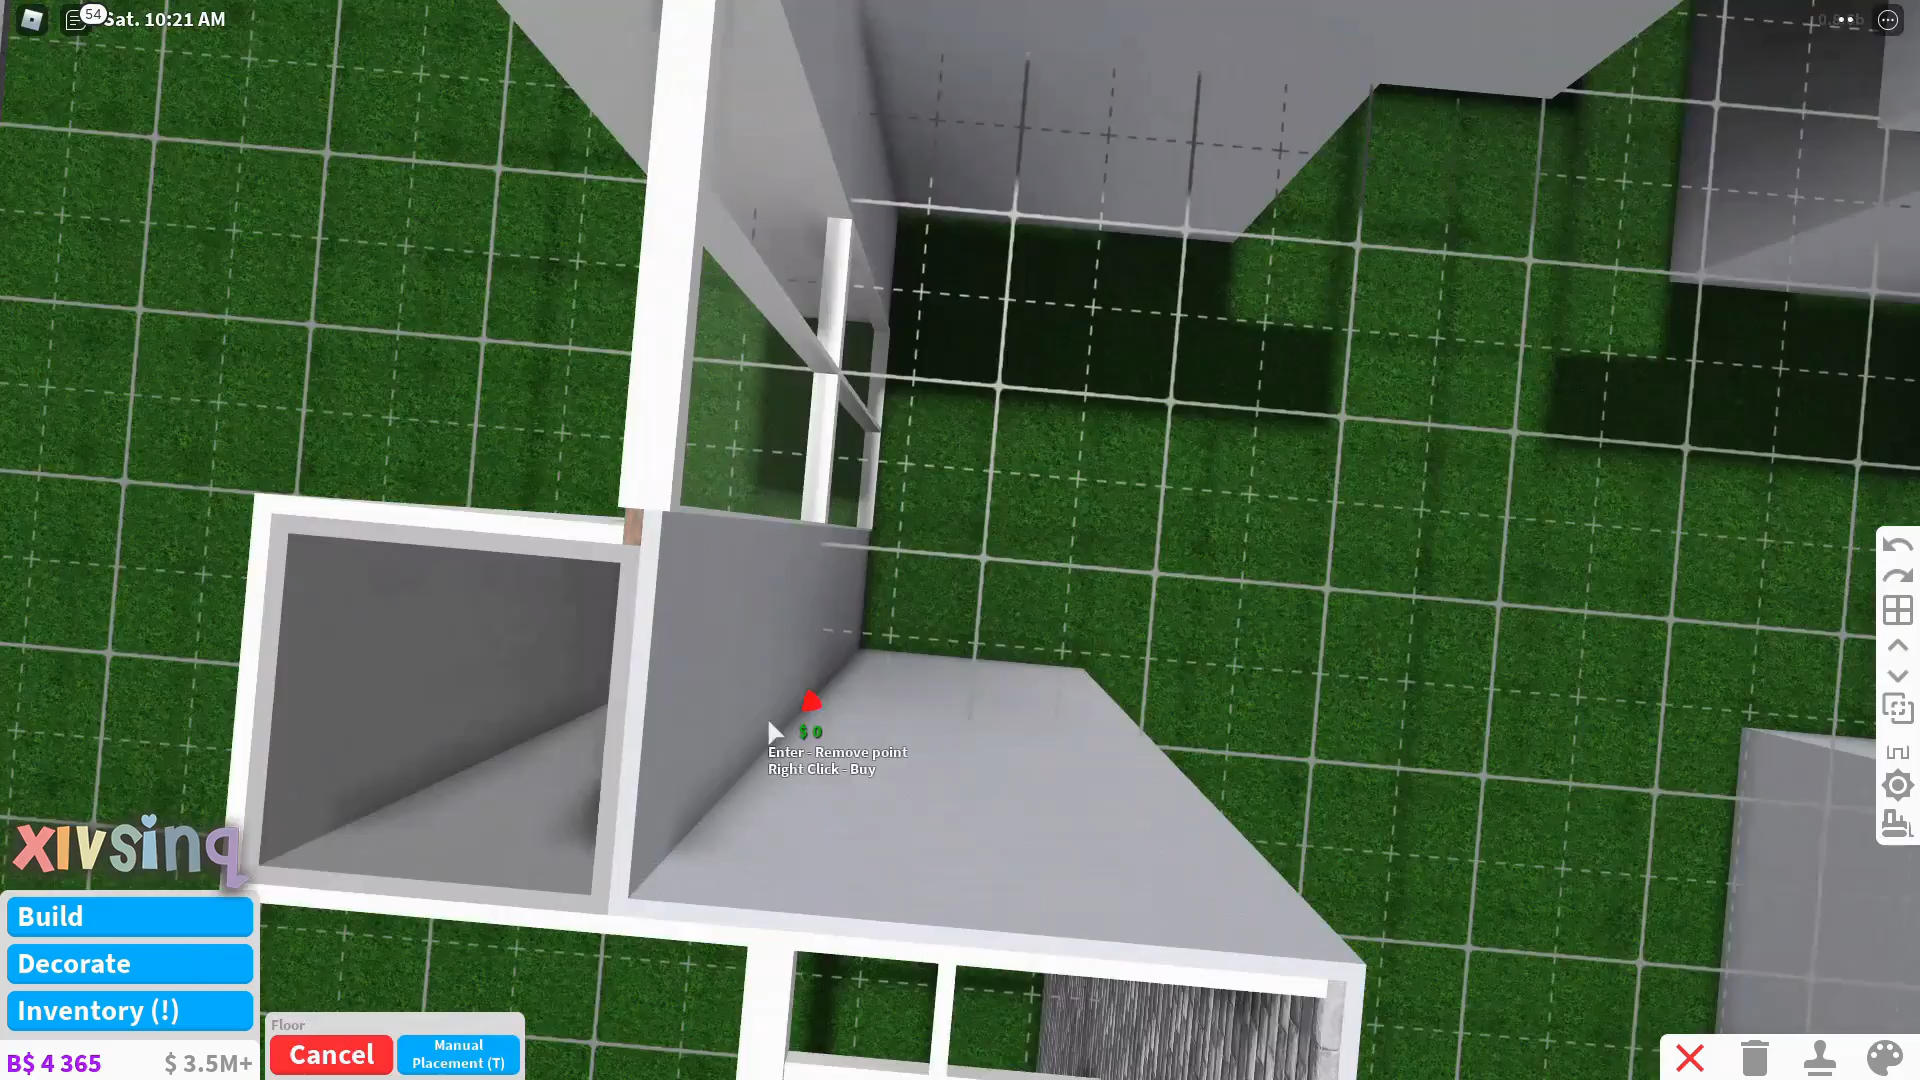 54
Sat. 10:21 AM
$ 0
Enter - Remove point
Right Click - Buy
xivsinq
Build
Decorate
Inventory (!)
Floor
Cancel
Manual
Placement (T)
B$ 4 365
$ 3.5M+